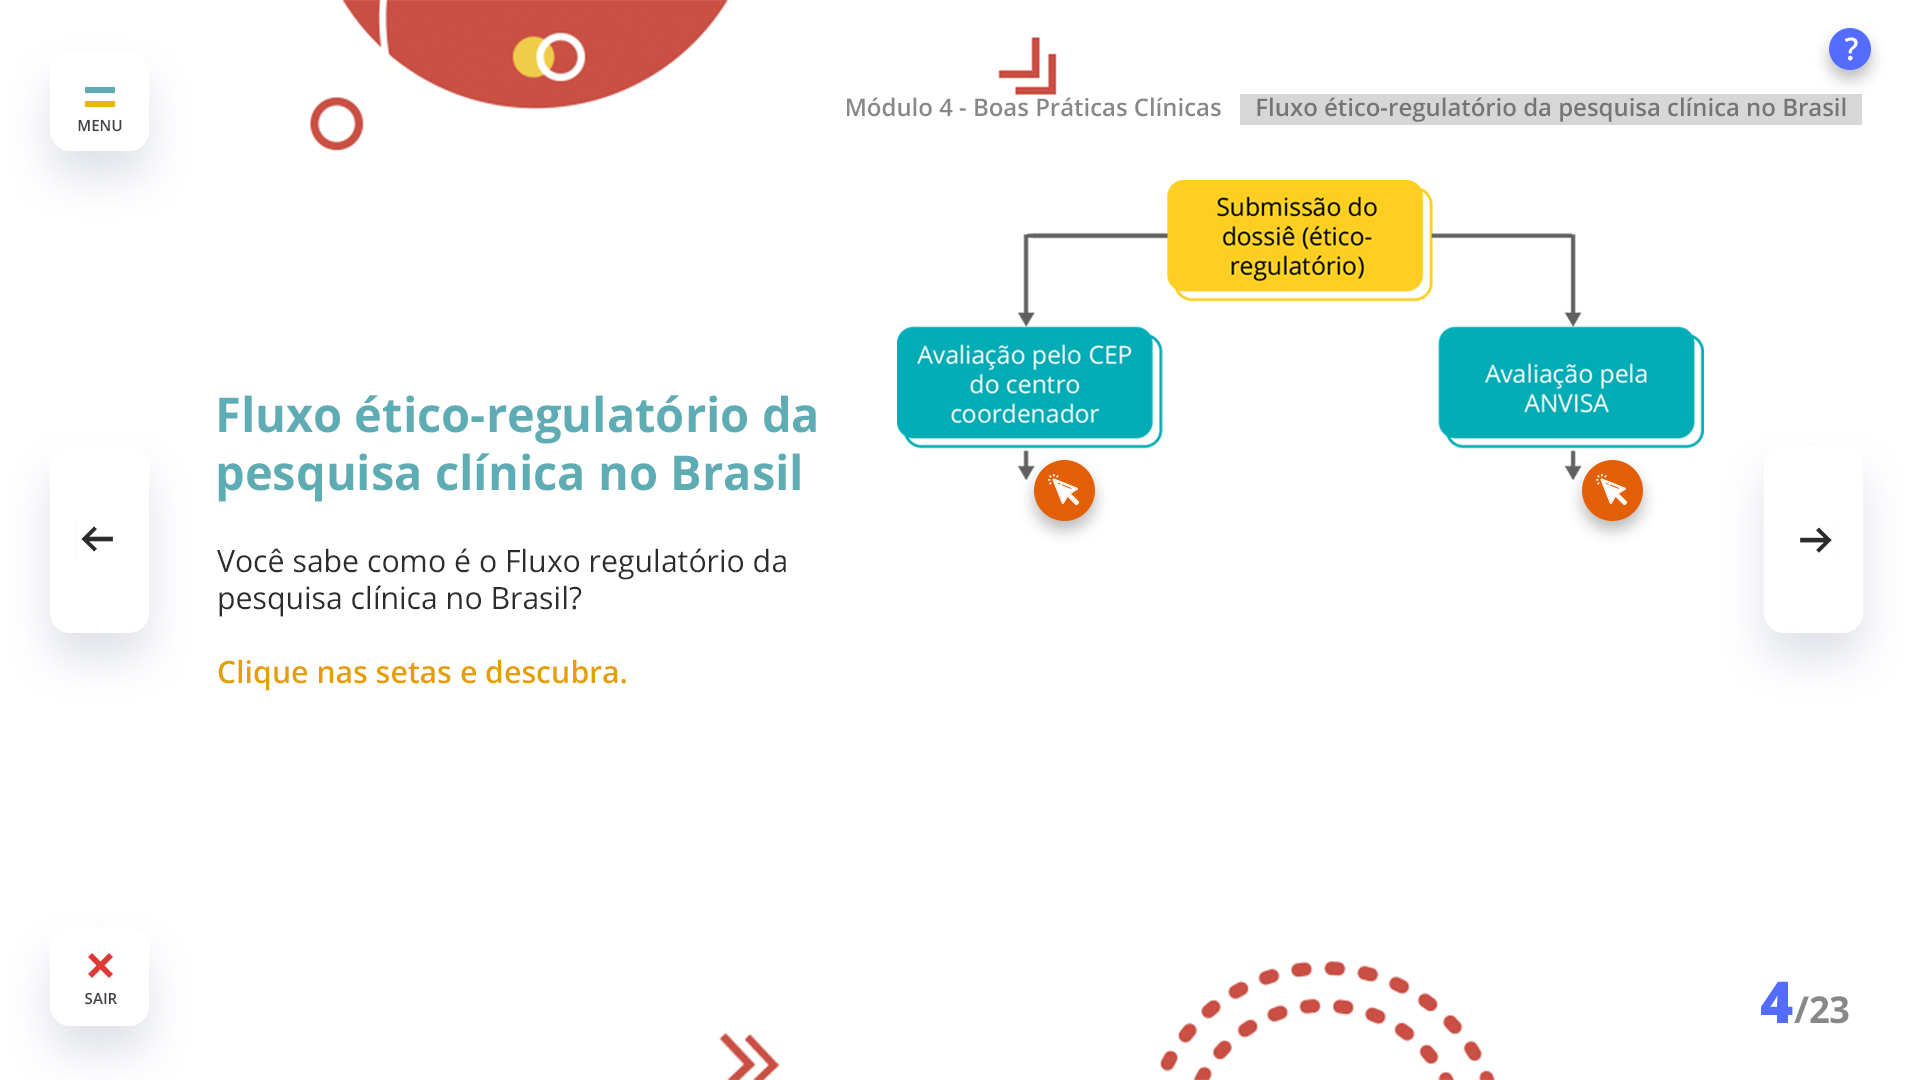 ?
MENU
Módulo 4 - Boas Práticas Clínicas
Fluxo ético-regulatório da pesquisa clínica no Brasil
Submissão do
dossiê (ético-
regulatório)
Avaliação pelo CEP
do centro
coordenador
Avaliação pela
ANVISA
Fluxo ético-regulatório da
pesquisa clínica no Brasil
Você sabe como é o Fluxo regulatório da
pesquisa clínica no Brasil?
Clique nas setas e descubra.
SAIR
4/23